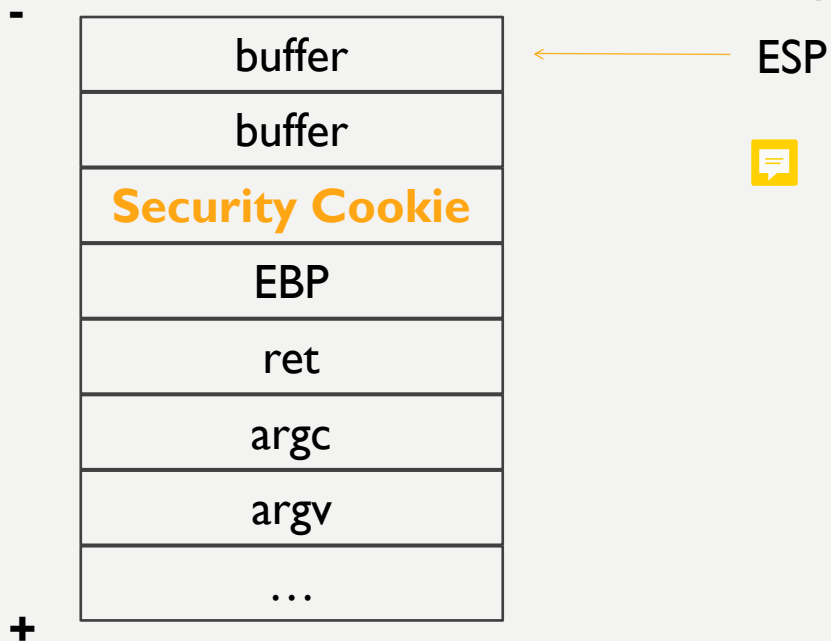 -
buffer
ESP
buffer
Security Cookie
EBP
ret
argc
argv
…
+